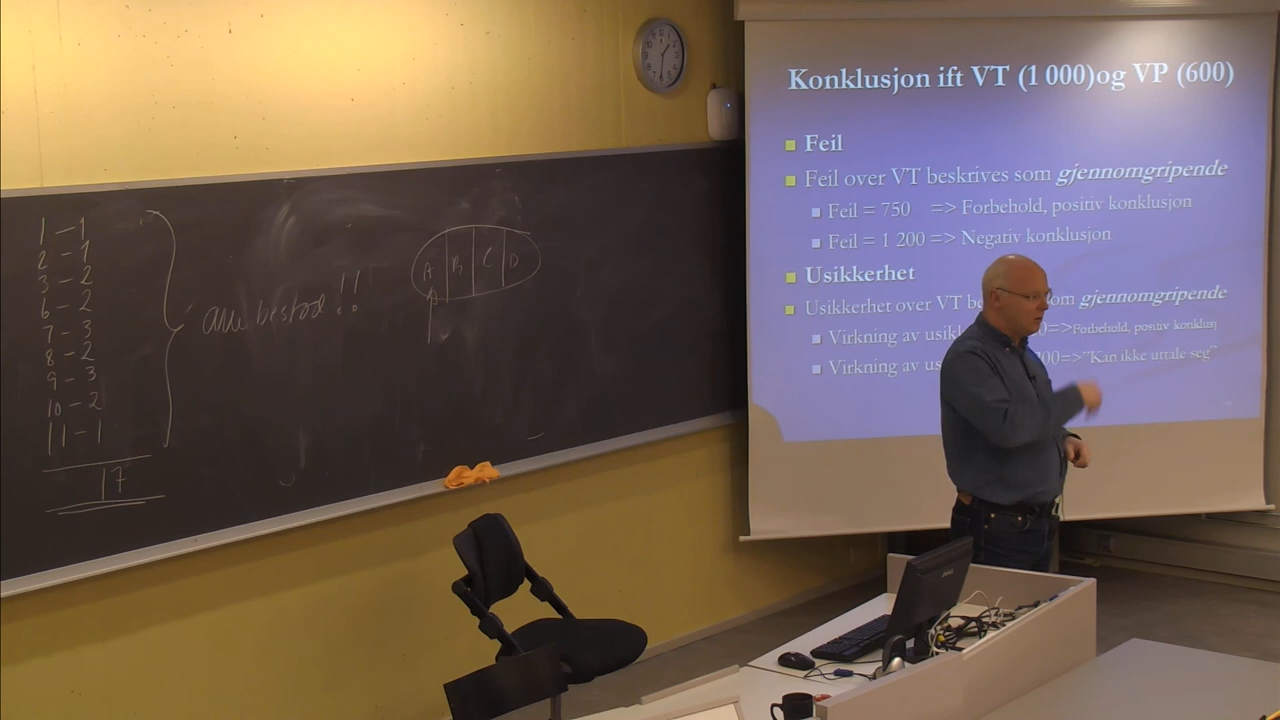 1 – 1
2 – 1
3 – 2
6 – 2
7 – 3
8 – 2
9 – 3
10 – 2
11 – 1
17
bestod!!
A B C D
Konklusjon ift VT (1 000)og VP (600)
Feil
Feil over VT beskrives som gjennomgripende
Feil = 750 => Forbehold, positiv konklusjon
Feil = 1 200 => Negativ konklusjon
Usikkerhet
Usikkerhet over VT be som gjennomgripende
Virkning av usikk 0=>Forbehold, positiv konklusj
Virkning av us 200=>"Kan ikke uttale seg"